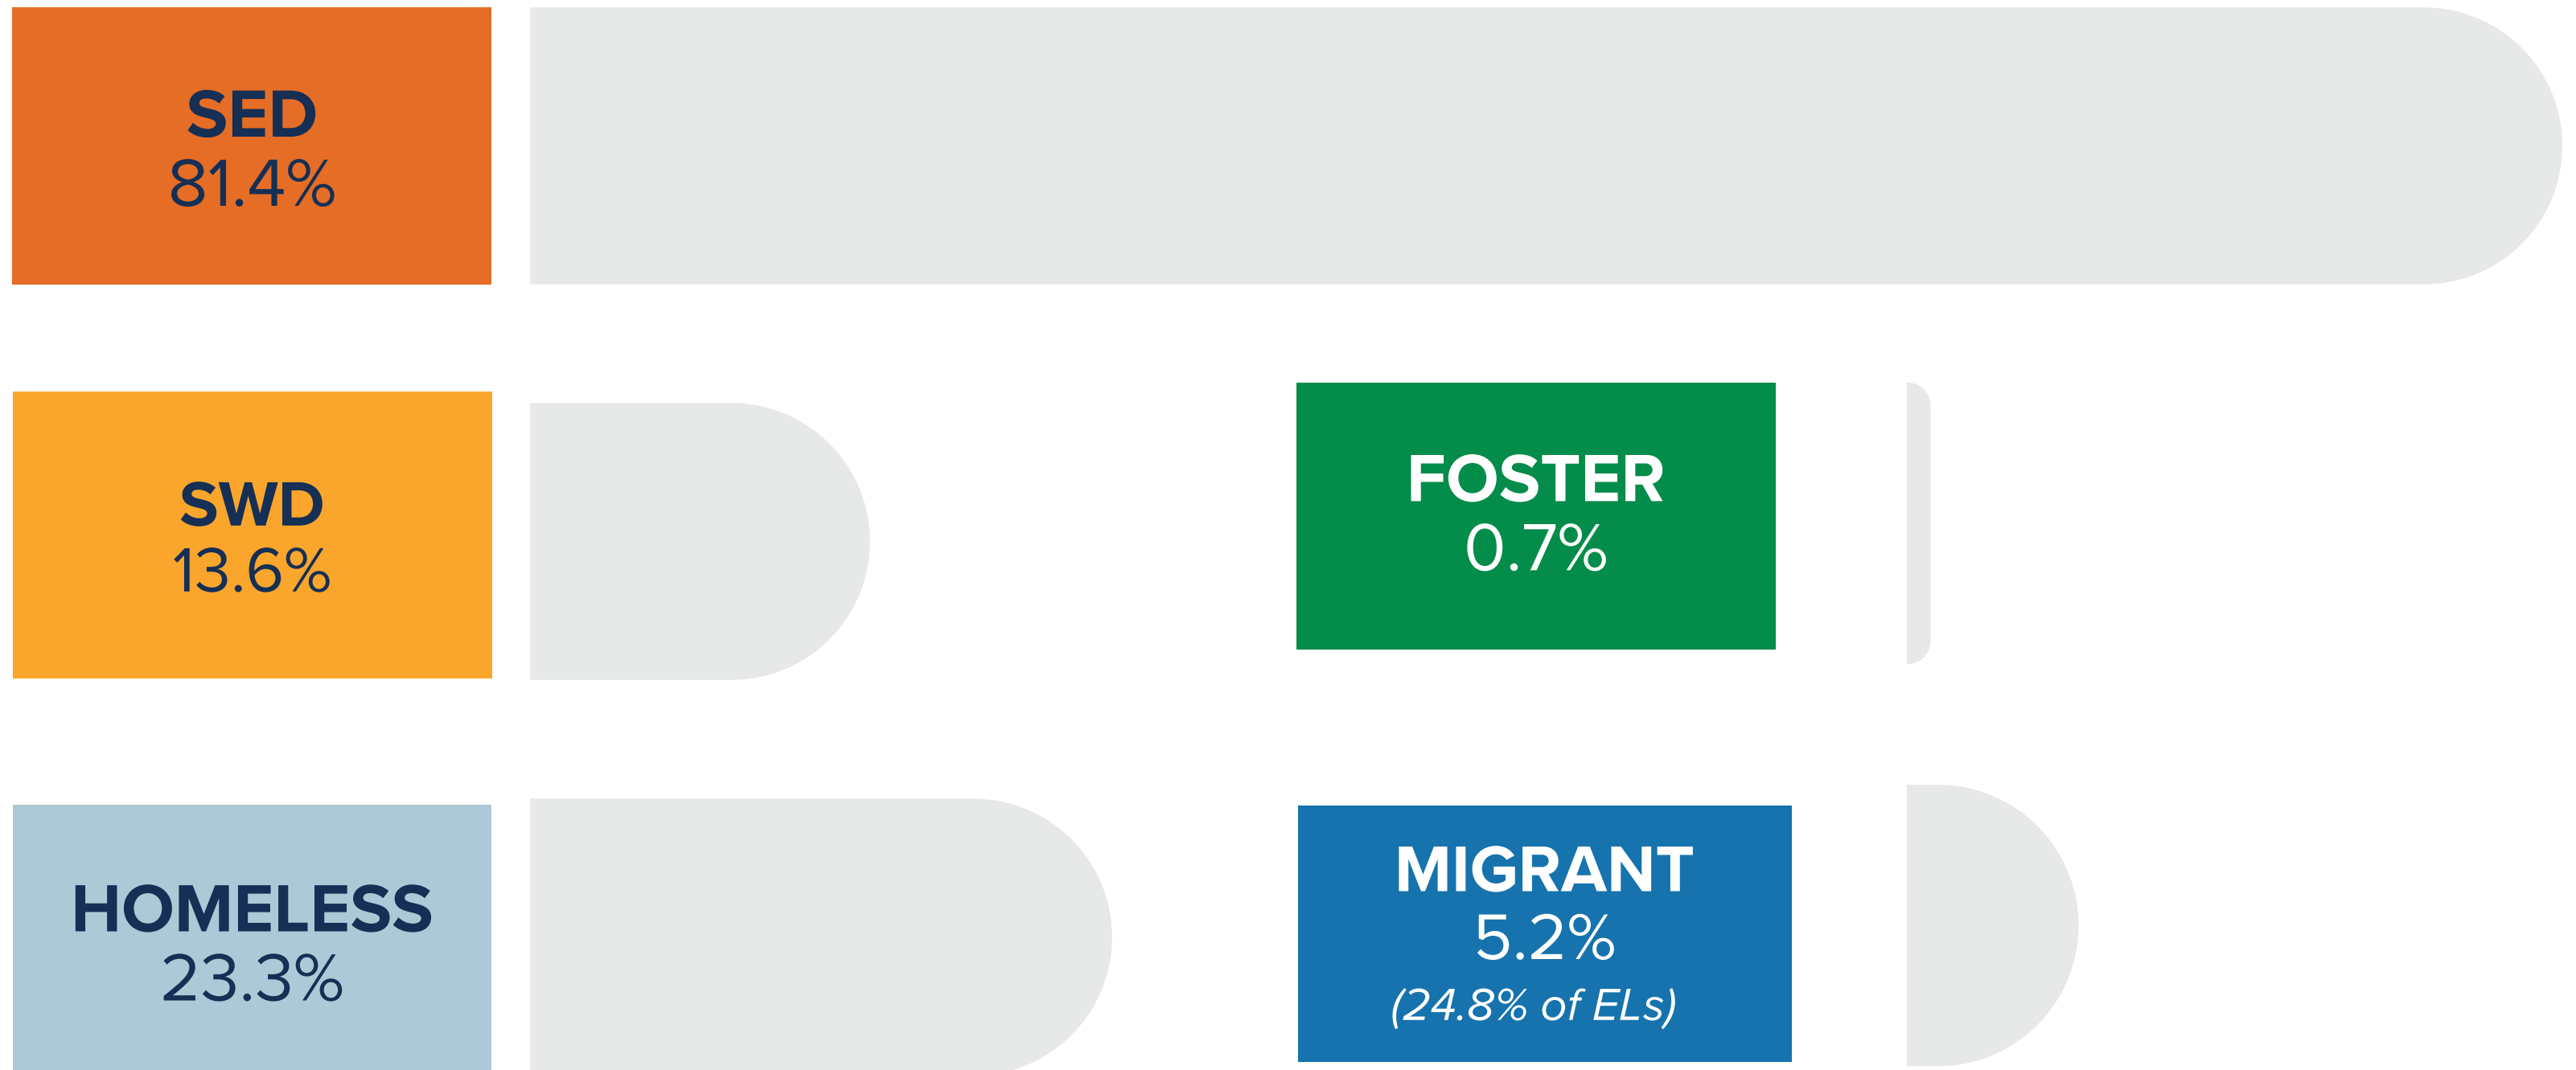 SED
81.4%
SWD
13.6%
FOSTER
0.7%
HOMELESS
23.3%
MIGRANT
5.2%
(24.8% of ELs)